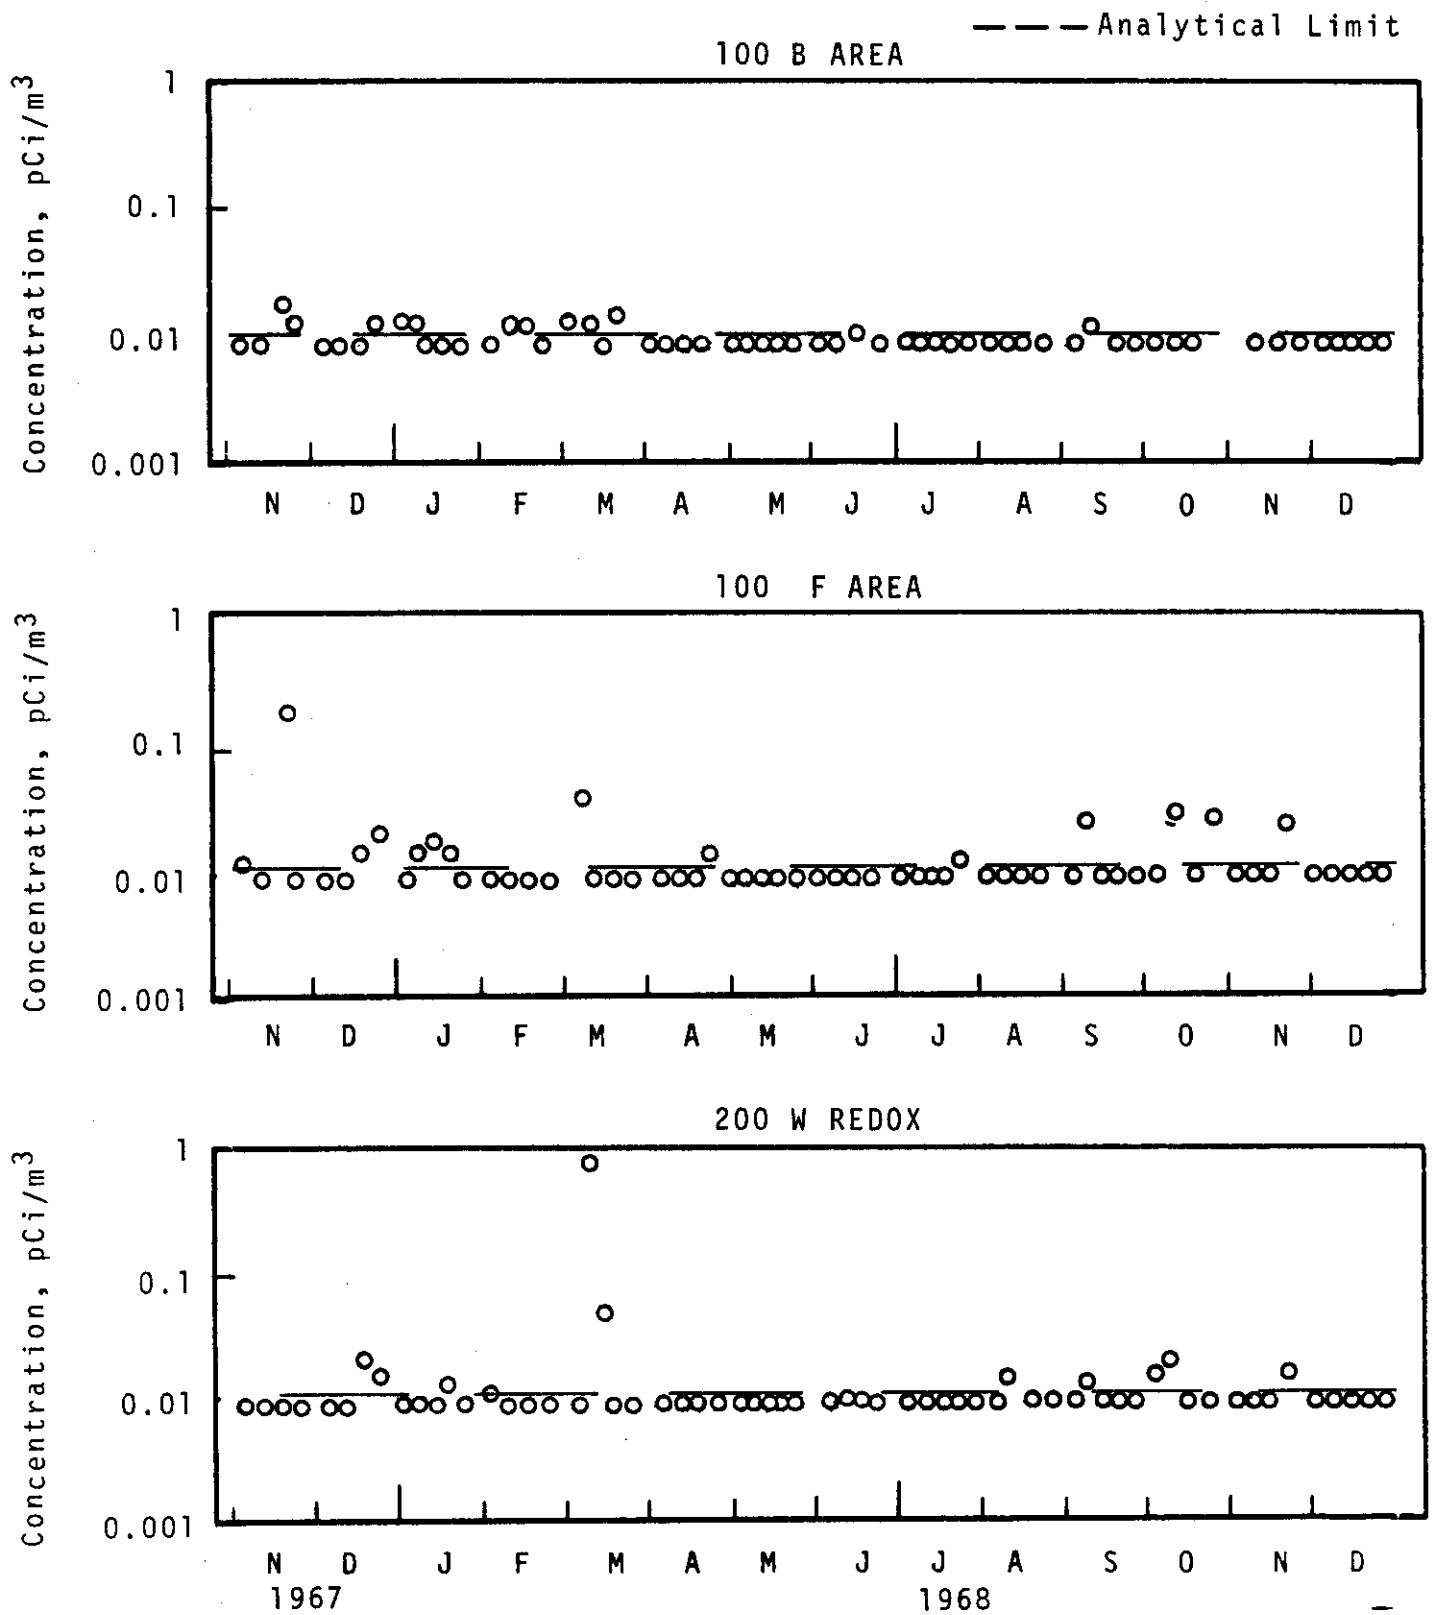 Analytical Limit
100 B AREA
Concentration, pCi/m³
1
0.1
0.01
0.001
N D J F M A M J J A S O N D
100 F AREA
Concentration, pCi/m³
1
0.1
0.01
0.001
N D J F M A M J J A S O N D
200 W REDOX
Concentration, pCi/m³
1
0.1
0.01
0.001
N D J F M A M J J A S O N D
1967 1968